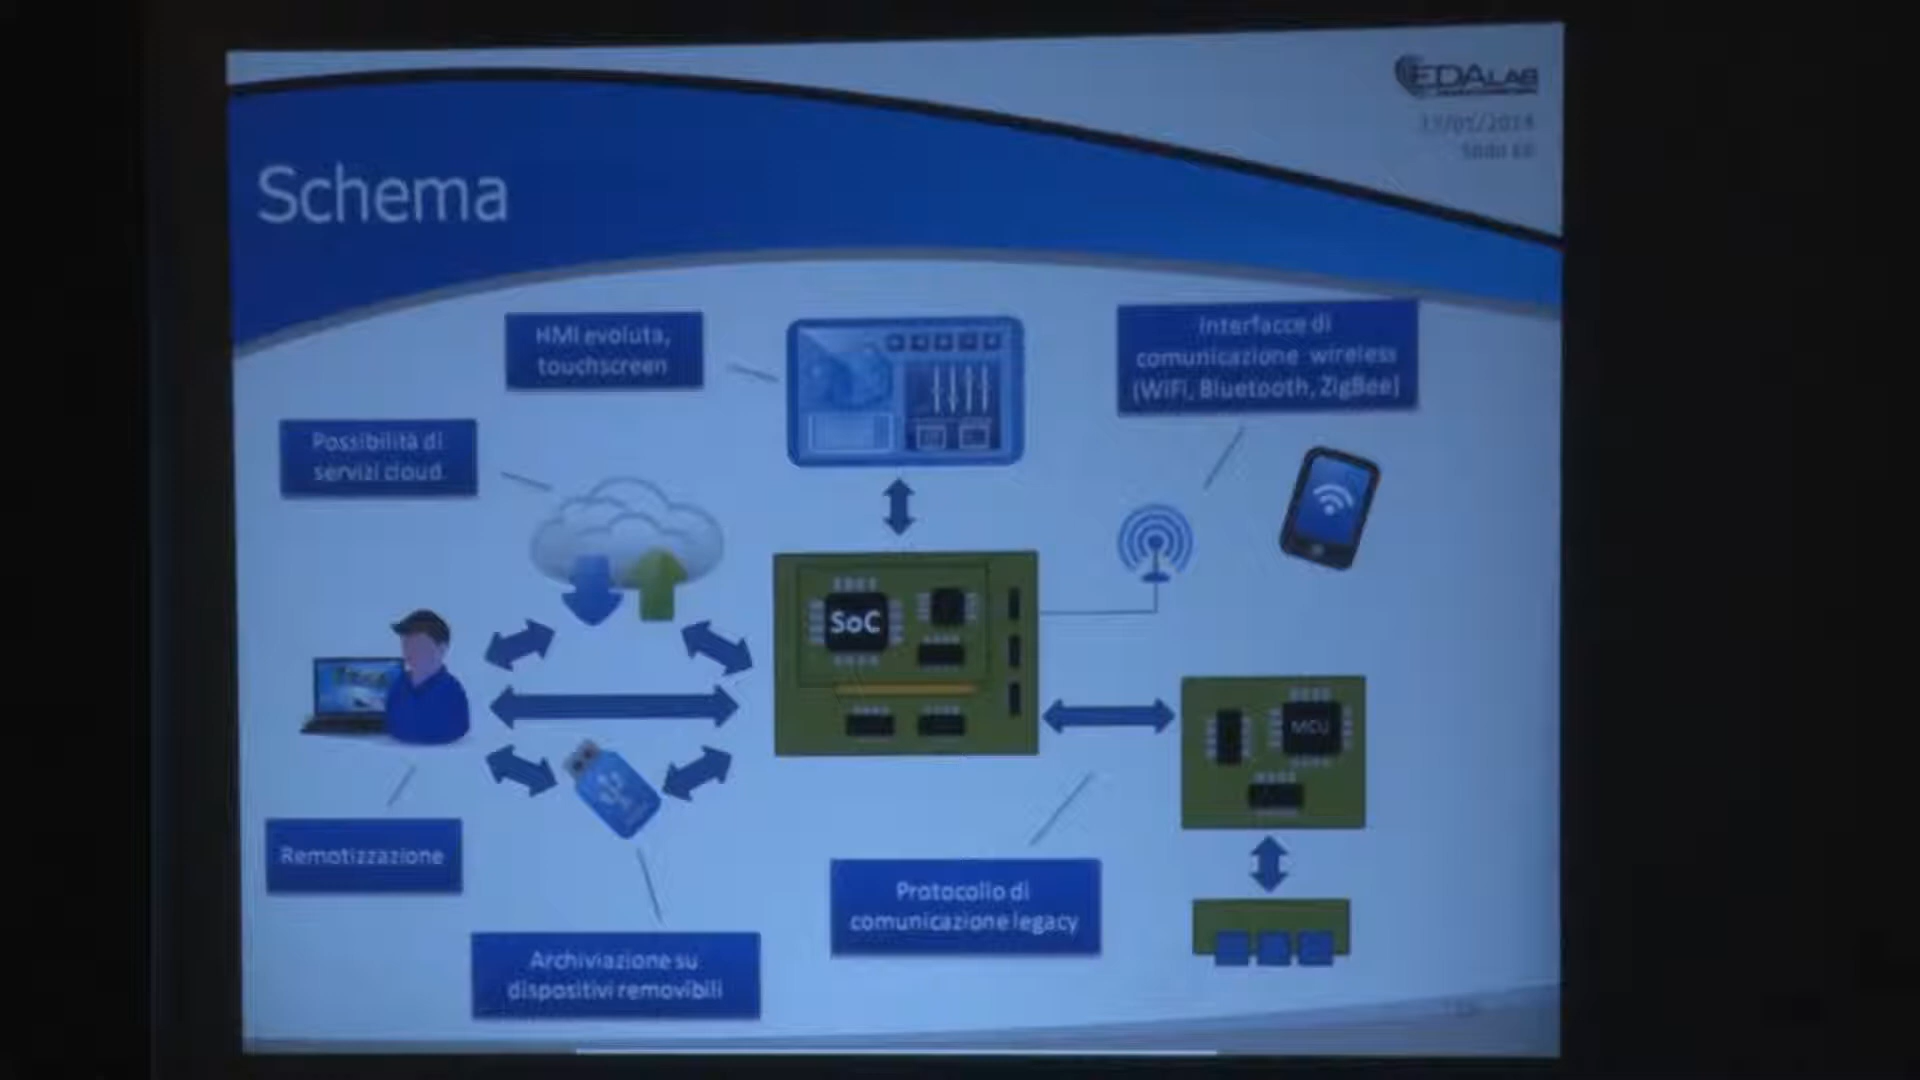 EDALAB
Schema
HMI evoluta,
touchscreen
Interfacce di
comunicazione wireless
(WiFi, Bluetooth, ZigBee)
Possibilità di
servizi cloud
SoC
MCU
Remotizzazione
Protocollo di
comunicazione legacy
Archiviazione su
dispositivi removibili